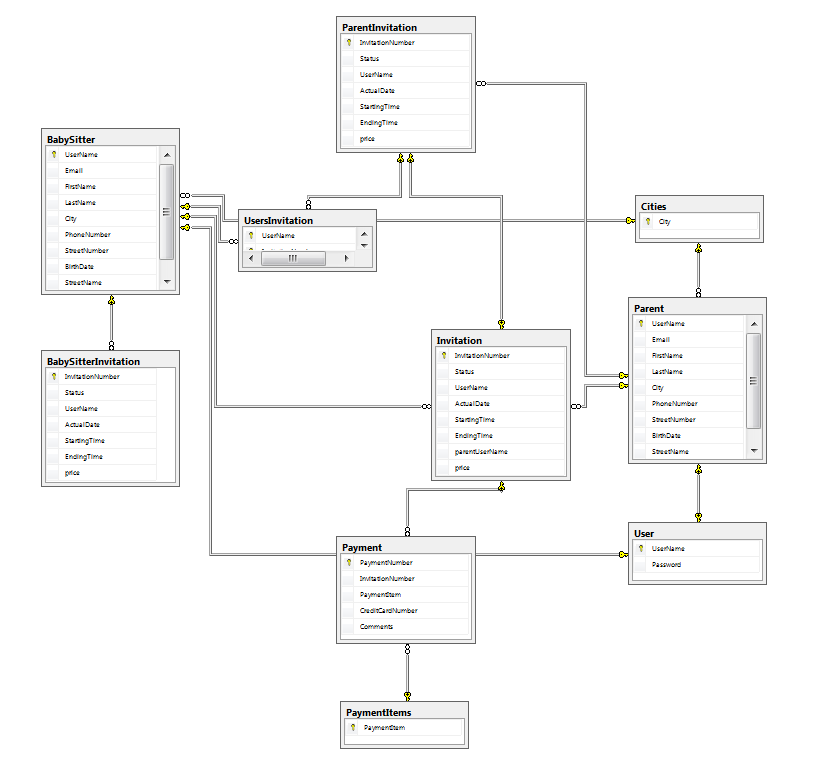 ParentInvitation
InvitationNumber
Status
UserName
ActualDate
StartingTime
EndingTime
price
BabySitter
UserName
Email
FirstName
LastName
City
PhoneNumber
StreetNumber
BirthDate
StreetName
UsersInvitation
UserName
Cities
City
Parent
UserName
Email
FirstName
LastName
City
PhoneNumber
StreetNumber
BirthDate
StreetName
BabySitterInvitation
InvitationNumber
Status
UserName
ActualDate
StartingTime
EndingTime
price
Invitation
InvitationNumber
Status
UserName
ActualDate
StartingTime
EndingTime
parentUserName
price
User
UserName
Password
Payment
PaymentNumber
InvitationNumber
PaymentItem
CreditCardNumber
Comments
PaymentItems
PaymentItem